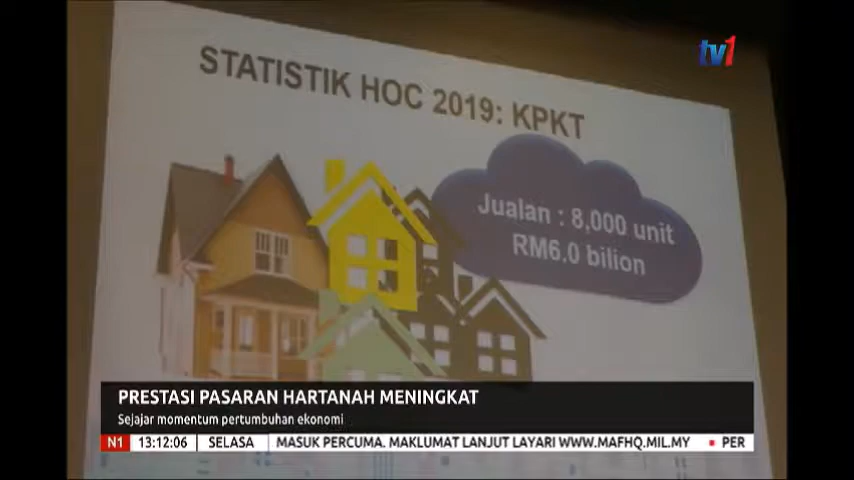 tv1
STATISTIK HOC 2019: KPKT
Jualan : 8,000 unit
RM6.0 bilion
PRESTASI PASARAN HARTANAH MENINGKAT
Sejajar momentum pertumbuhan ekonomi
N1 13:12:06 SELASA MASUK PERCUMA. MAKLUMAT LANJUT LAYARI WWW.MAFHQ.MIL.MY • PER